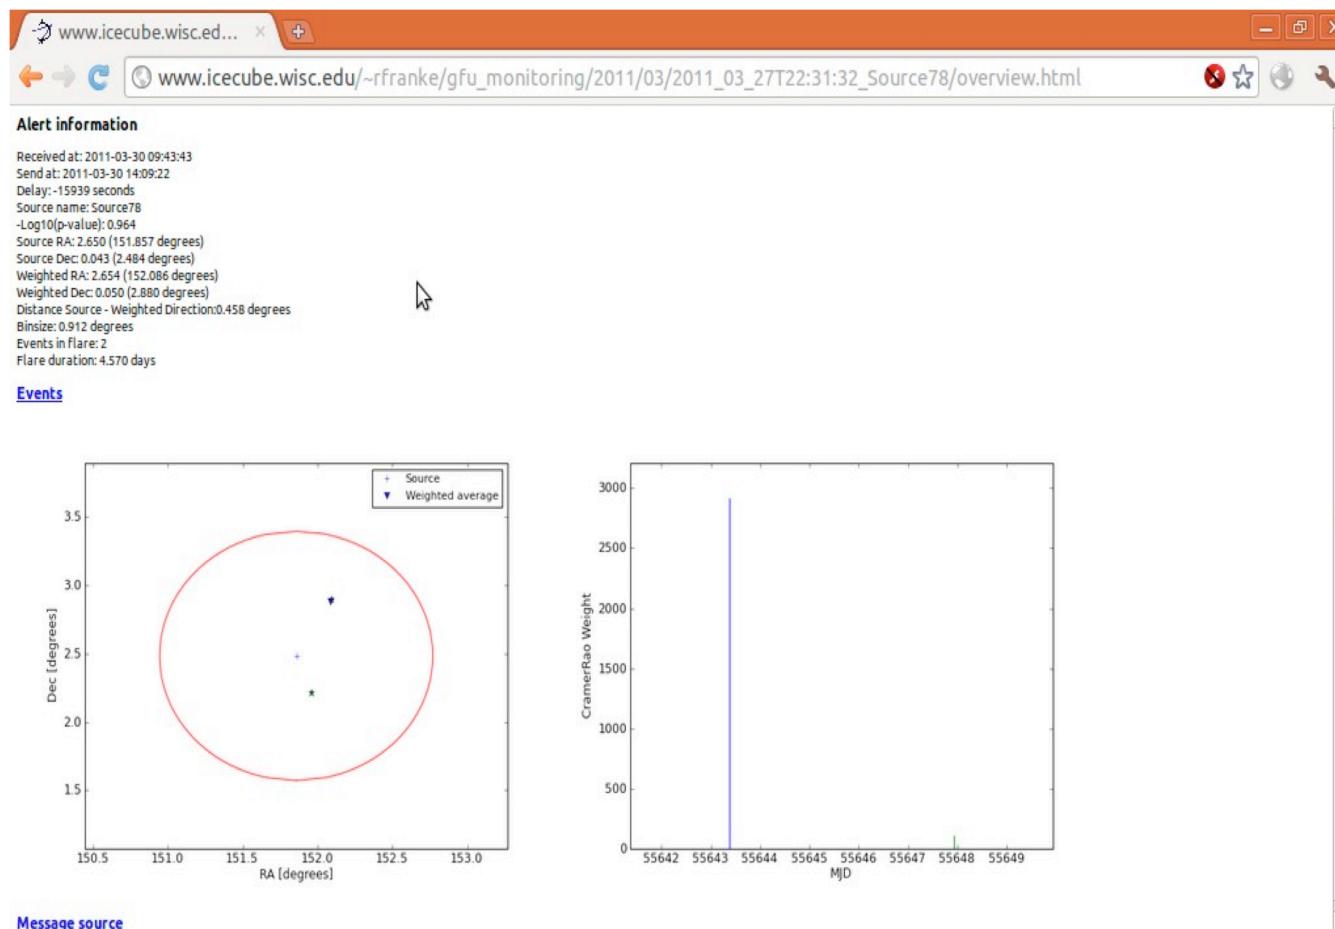 www.icecube.wisc.ed...
www.icecube.wisc.edu/~rfranke/gfu_monitoring/2011/03/2011_03_27T22:31:32_Source78/overview.html
Alert information
Received at: 2011-03-30 09:43:43
Send at: 2011-03-30 14:09:22
Delay: -15939 seconds
Source name: Source78
-Log10(p-value): 0.964
Source RA: 2.650 (151.857 degrees)
Source Dec: 0.043 (2.484 degrees)
Weighted RA: 2.654 (152.086 degrees)
Weighted Dec: 0.050 (2.880 degrees)
Distance Source - Weighted Direction:0.458 degrees
Binsize: 0.912 degrees
Events in flare: 2
Flare duration: 4.570 days
Events
Source
Weighted average
3.5
3.0
2.5
2.0
1.5
Dec [degrees]
150.5 151.0 151.5 152.0 152.5 153.0
RA [degrees]
3000
2500
2000
1500
1000
500
0
CramerRao Weight
55642 55643 55644 55645 55646 55647 55648 55649
MJD
Message source